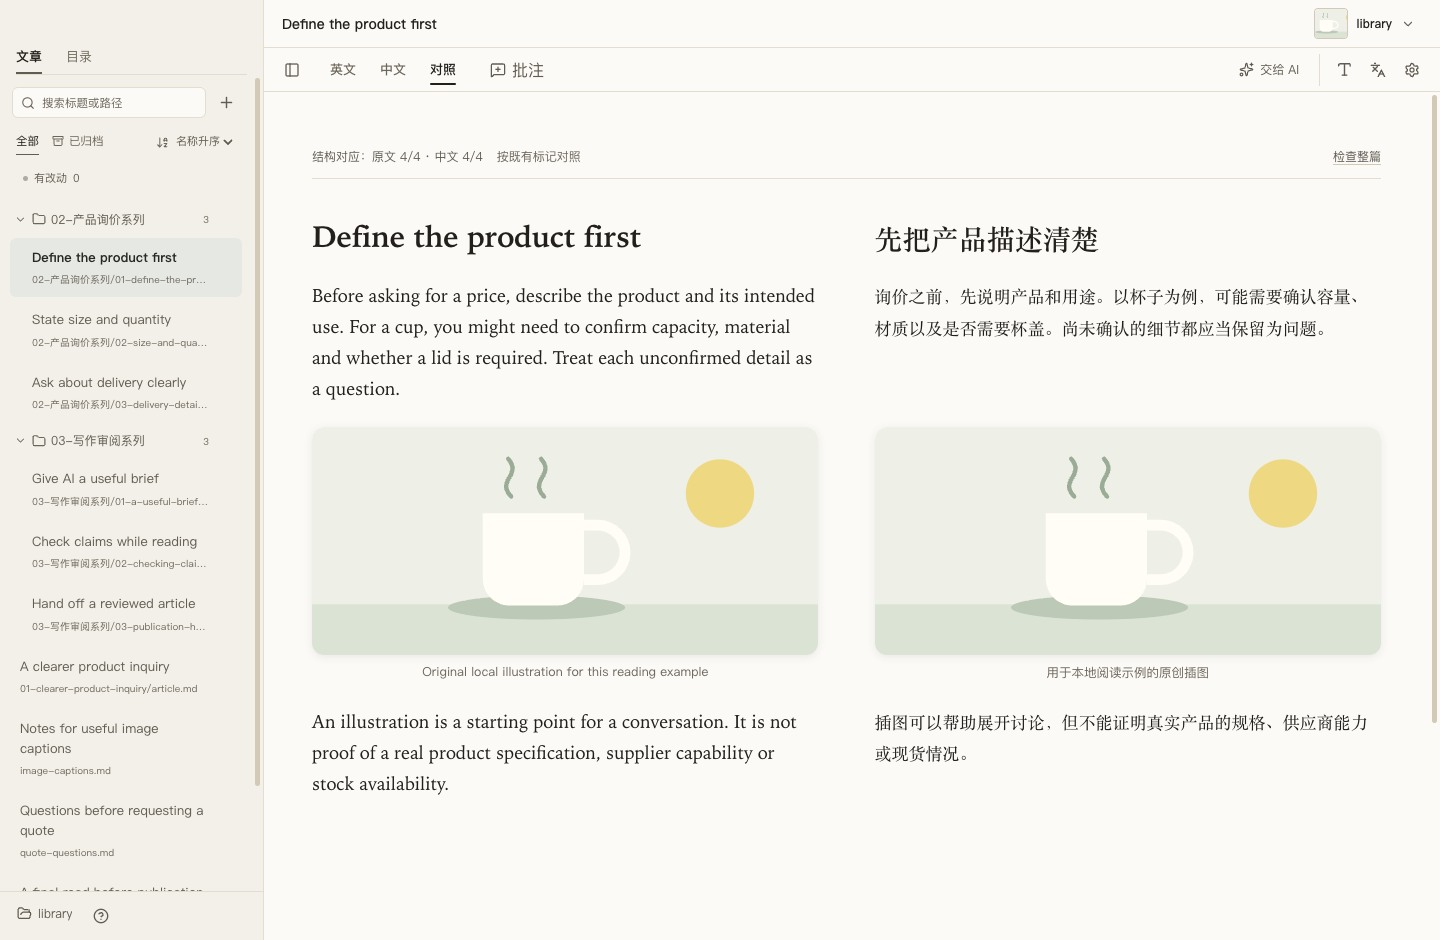 Define the product first
library
文章
目录
搜索标题或路径
全部
已归档
名称升序
有改动 0
02-产品询价系列
3
Define the product first
02-产品询价系列/01-define-the-pr...
State size and quantity
02-产品询价系列/02-size-and-qua...
Ask about delivery clearly
02-产品询价系列/03-delivery-detai...
03-写作审阅系列
3
Give AI a useful brief
03-写作审阅系列/01-a-useful-brief...
Check claims while reading
03-写作审阅系列/02-checking-clai...
Hand off a reviewed article
03-写作审阅系列/03-publication-h...
A clearer product inquiry
01-clearer-product-inquiry/article.md
Notes for useful image
captions
image-captions.md
Questions before requesting a
quote
quote-questions.md
A final read before publication
library
英文
中文
对照
批注
交给 AI
结构对应：原文 4/4 · 中文 4/4 按既有标记对照
检查整篇
Define the product first
Before asking for a price, describe the product and its intended
use. For a cup, you might need to confirm capacity, material
and whether a lid is required. Treat each unconfirmed detail as
a question.
Original local illustration for this reading example
An illustration is a starting point for a conversation. It is not
proof of a real product specification, supplier capability or
stock availability.
先把产品描述清楚
询价之前，先说明产品和用途。以杯子为例，可能需要确认容量、
材质以及是否需要杯盖。尚未确认的细节都应当保留为问题。
用于本地阅读示例的原创插图
插图可以帮助展开讨论，但不能证明真实产品的规格、供应商能力
或现货情况。